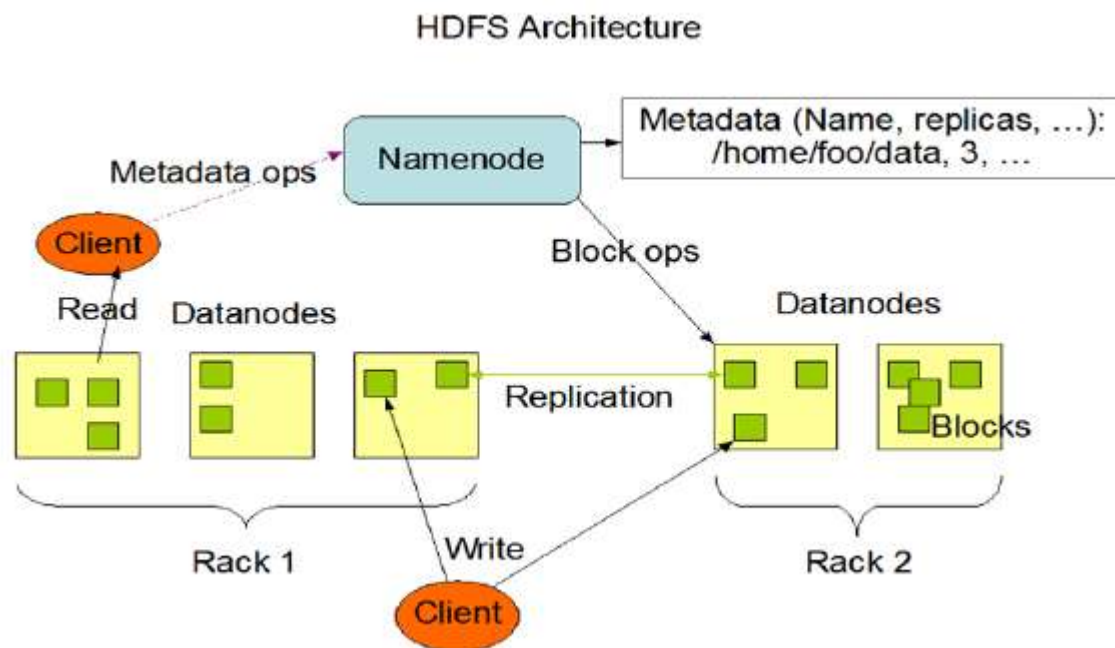 HDFS Architecture
Metadata (Name, replicas, ...):
/home/foo/data, 3, ...
Namenode
Metadata ops
Client
Block ops
Read
Datanodes
Datanodes
Replication
Blocks
Write
Rack 1
Rack 2
Client